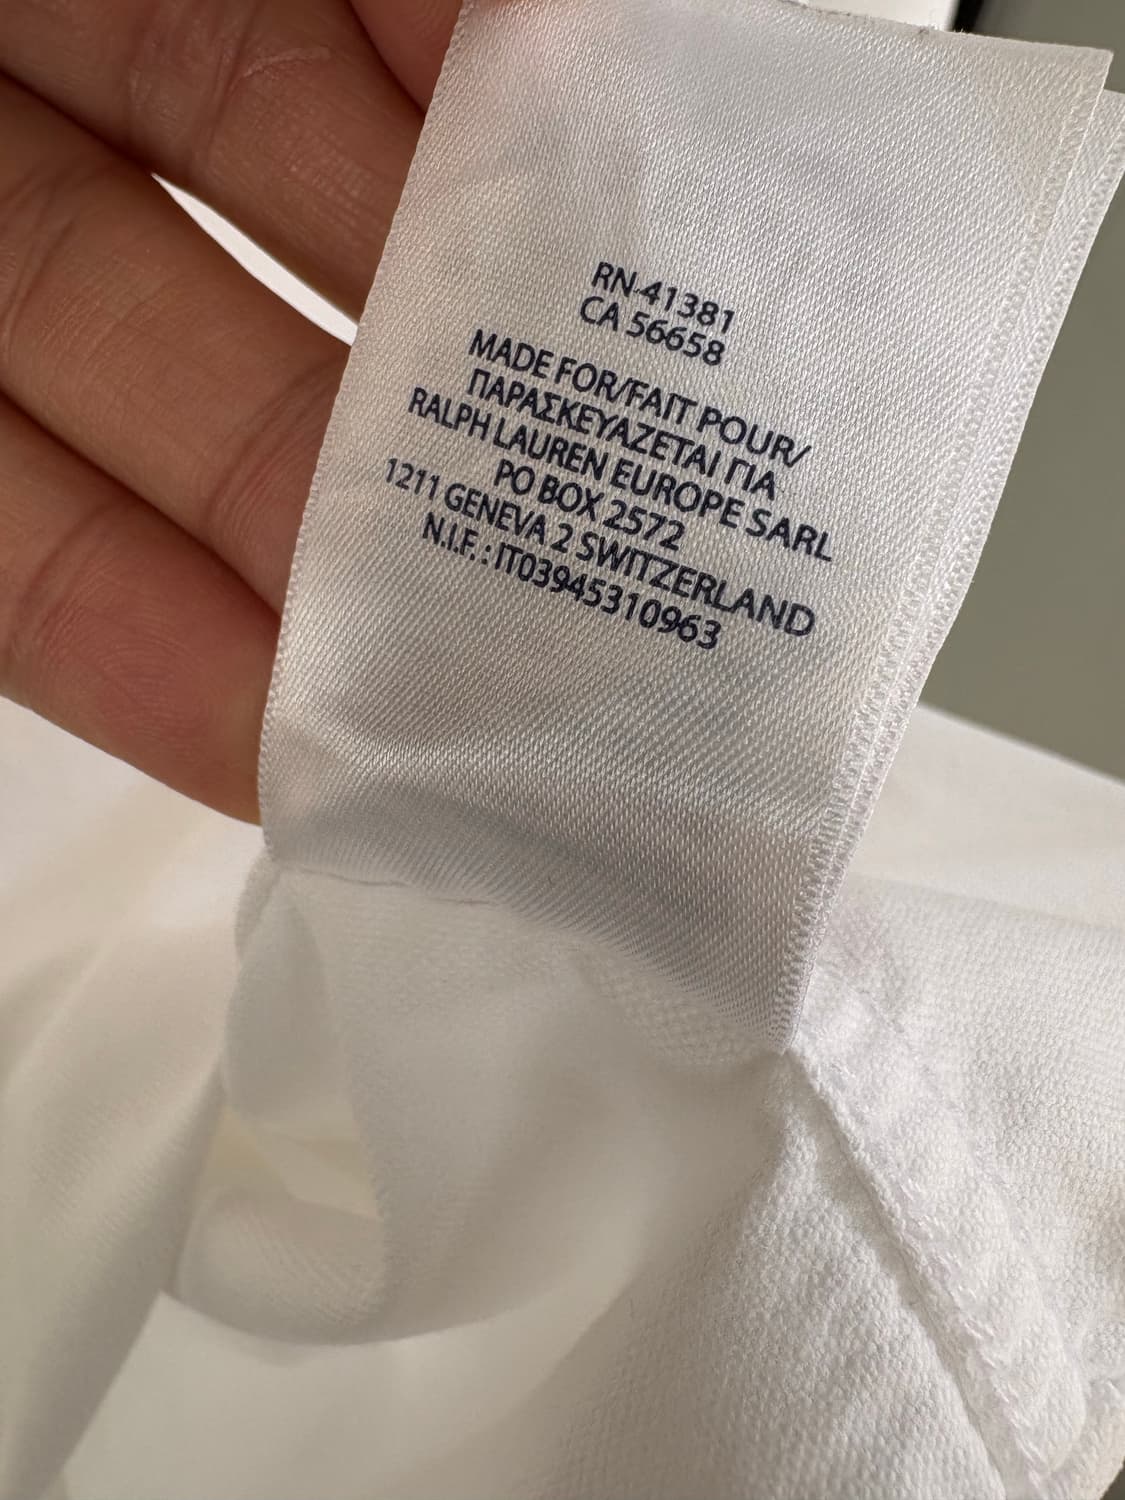 RN 41381
CA 56658
MADE FOR/FAIT POUR/
ΠΑΡΑΣΚΕΥΑΖΕΤΑΙ ΓΙΑ
RALPH LAUREN EUROPE SARL
PO BOX 2572
1211 GENEVA 2 SWITZERLAND
N.I.F. : IT03945310963